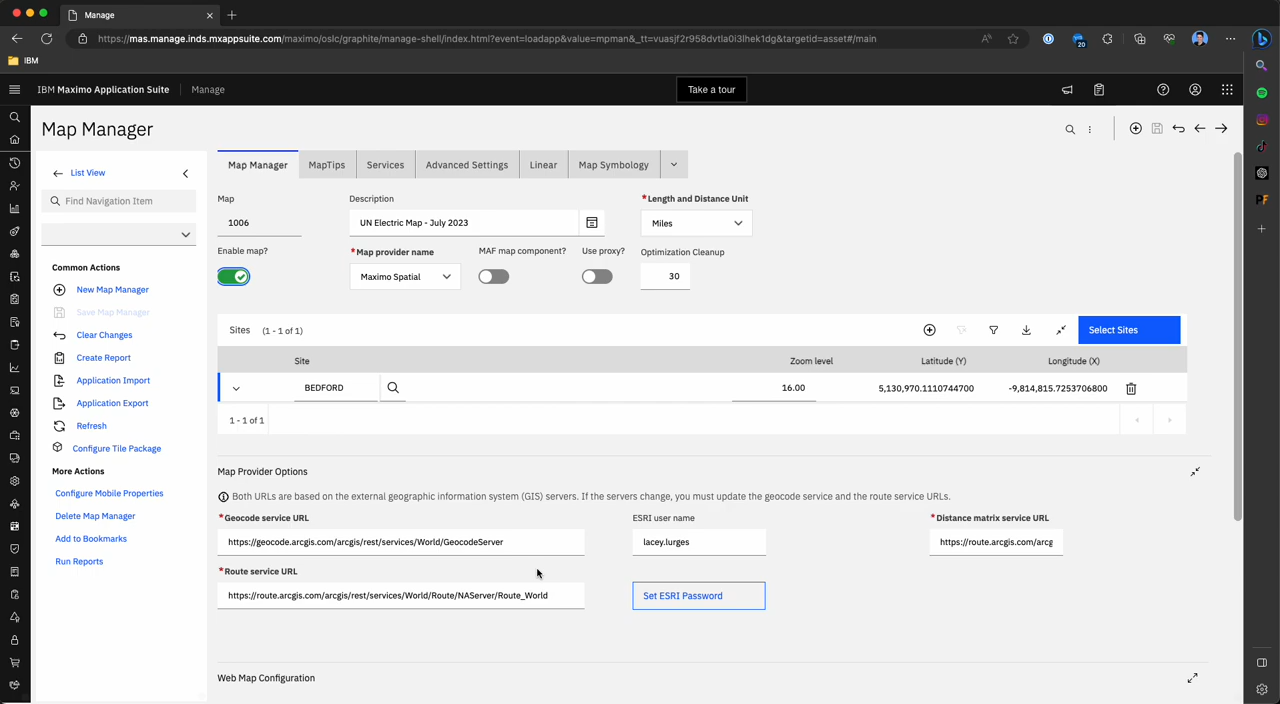 Manage
https://mas.manage.inds.mxappsuite.com/maximo/oslc/graphite/manage-shell/index.html?event=loadapp&value=mpman&_tt=vuasjf2r958dvtla0i3lhek1dg&targetid=asset#/main
20
IBM
IBM Maximo Application Suite Manage
Take a tour
Map Manager
List View
Find Navigation Item
Common Actions
New Map Manager
Save Map Manager
Clear Changes
Create Report
Application Import
Application Export
Refresh
Configure Tile Package
More Actions
Configure Mobile Properties
Delete Map Manager
Add to Bookmarks
Run Reports
Map Manager MapTips Services Advanced Settings Linear Map Symbology
Map Description *Length and Distance Unit
1006 UN Electric Map - July 2023 Miles
Enable map? *Map provider name MAF map component? Use proxy? Optimization Cleanup
Maximo Spatial 30
Sites (1 - 1 of 1) Select Sites
Site Zoom level Latitude (Y) Longitude (X)
BEDFORD 16.00 5,130,970.1110744700 -9,814,815.7253706800
1 - 1 of 1
Map Provider Options
Both URLs are based on the external geographic information system (GIS) servers. If the servers change, you must update the geocode service and the route service URLs.
*Geocode service URL ESRI user name *Distance matrix service URL
https://geocode.arcgis.com/arcgis/rest/services/World/GeocodeServer lacey.lurges https://route.arcgis.com/arcg
*Route service URL
https://route.arcgis.com/arcgis/rest/services/World/Route/NAServer/Route_World Set ESRI Password
Web Map Configuration